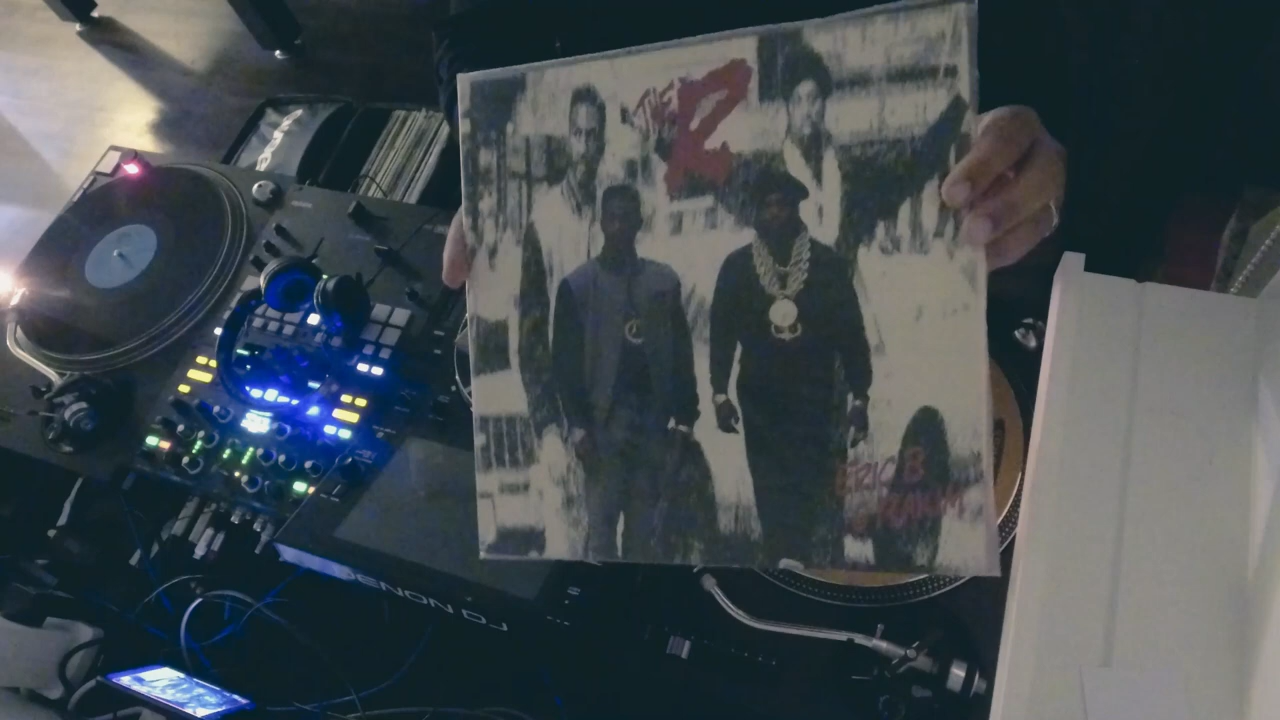 THE
R
ERIC B
& RAKIM
DENON DJ